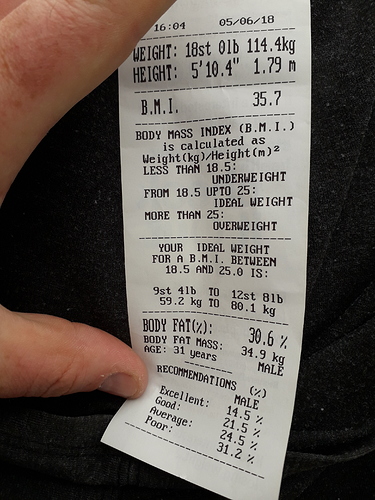 16:04 05/06/18
WEIGHT: 18st 0lb 114.4kg
HEIGHT: 5'10.4" 1.79 m
B.M.I. 35.7
BODY MASS INDEX (B.M.I.)
is calculated as
Weight(kg)/Height(m)²
LESS THAN 18.5:
UNDERWEIGHT
FROM 18.5 UPTO 25:
IDEAL WEIGHT
MORE THAN 25:
OVERWEIGHT
YOUR IDEAL WEIGHT
FOR A B.M.I. BETWEEN
18.5 AND 25.0 IS:
9st 4lb TO 12st 8lb
59.2 kg TO 80.1 kg
BODY FAT(%): 30.6 %
BODY FAT MASS: 34.9 kg
AGE: 31 years MALE
RECOMMENDATIONS (%)
MALE
Excellent: 14.5 %
Good: 21.5 %
Average: 24.5 %
Poor: 31.2 %